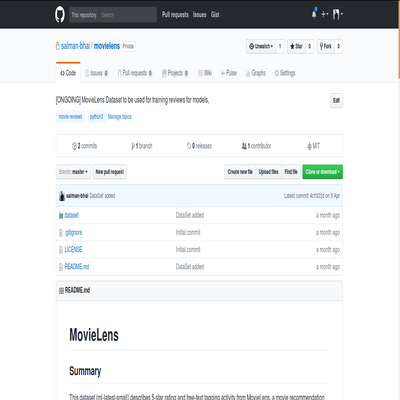 This repository Search Pull requests Issues Gist
salman-bhai / movielens Private Unwatch 1 Star 0 Fork 0
Code Issues 0 Pull requests 0 Projects 0 Wiki Pulse Graphs Settings
[ONGOING] MovieLens Dataset to be used for training reviews for models, Edit
movie-reviews python3 Manage topics
2 commits 1 branch 0 releases 1 contributor MIT
Branch: master New pull request Create new file Upload files Find file Clone or download
salman-bhai DataSet added Latest commit on 9 Apr
dataset DataSet added a month ago
.gitignore Initial commit a month ago
LICENSE Initial commit a month ago
README.md DataSet added a month ago
README.md
MovieLens
Summary
This dataset (ml-latest-small) describes 5-star rating and free-text tagging activity from MovieLens, a movie recommendation